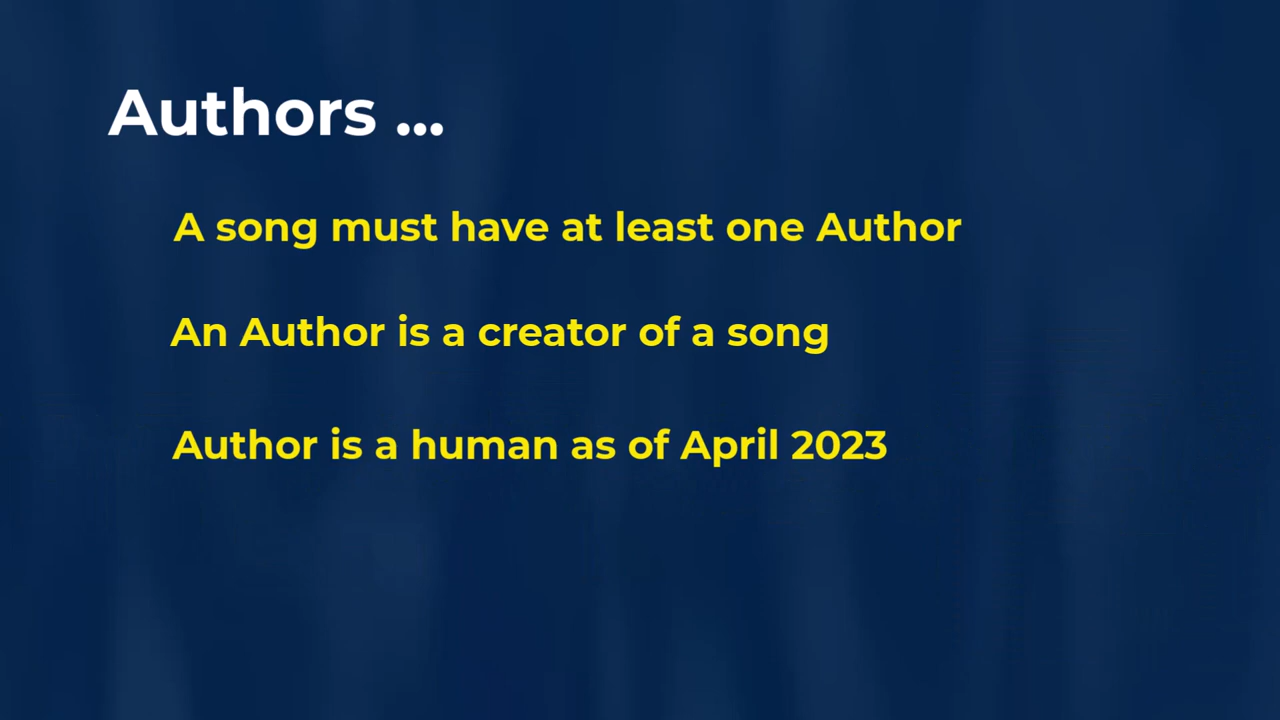 Authors ...
A song must have at least one Author
An Author is a creator of a song
Author is a human as of April 2023